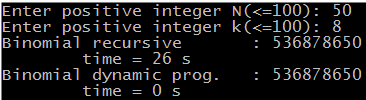 Enter positive integer N(<=100): 50
Enter positive integer k(<=100): 8
Binomial recursive       : 536878650
        time = 26 s
Binomial dynamic prog.   : 536878650
        time = 0 s